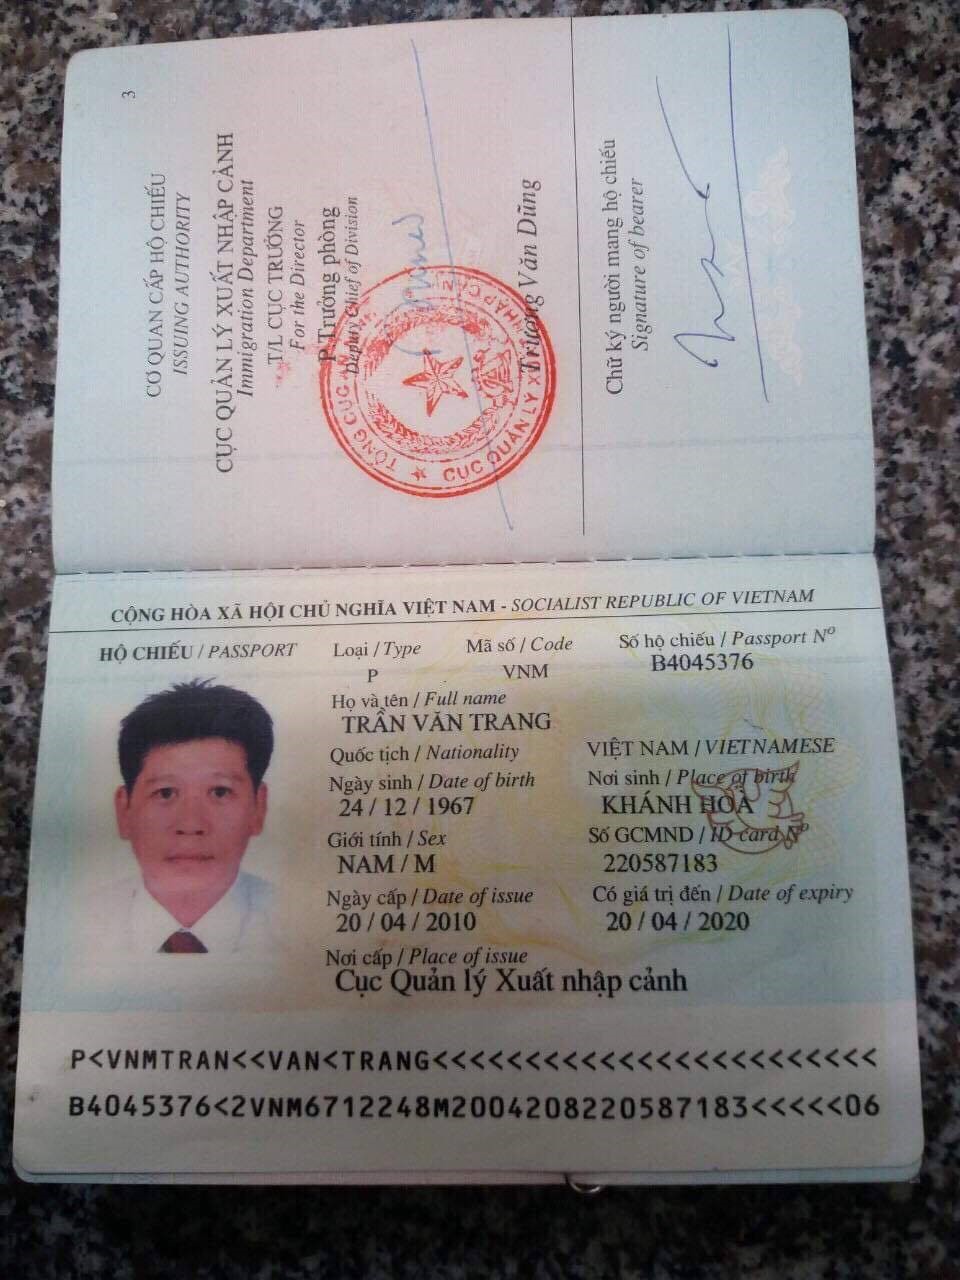 3
CƠ QUAN CẤP HỘ CHIẾU
ISSUING AUTHORITY
CỤC QUẢN LÝ XUẤT NHẬP CẢNH
Immigration Department
T/L CỤC TRƯỞNG
For the Director
P.Trưởng phòng
Deputy Chief of Division
TỔNG CỤC AN
CỤC QUẢN LÝ XUẤT NHẬP CẢNH
Trương Văn Dũng
Chữ ký người mang hộ chiếu
Signature of bearer
CỘNG HÒA XÃ HỘI CHỦ NGHĨA VIỆT NAM - SOCIALIST REPUBLIC OF VIETNAM
HỘ CHIẾU / PASSPORT Loại / Type Mã số / Code Số hộ chiếu / Passport Nº
P VNM B4045376
Họ và tên / Full name
TRẦN VĂN TRANG
Quốc tịch / Nationality VIỆT NAM / VIETNAMESE
Ngày sinh / Date of birth Nơi sinh / Place of birth
24 / 12 / 1967 KHÁNH HOÀ
Giới tính / Sex Số GCMND / ID card Nº
NAM / M 220587183
Ngày cấp / Date of issue Có giá trị đến / Date of expiry
20 / 04 / 2010 20 / 04 / 2020
Nơi cấp / Place of issue
Cục Quản lý Xuất nhập cảnh
P<VNMTRAN<<VAN<TRANG<<<<<<<<<<<<<<<<<<<<<<<<
B4045376<2VNM6712248M2004208220587183<<<<<06